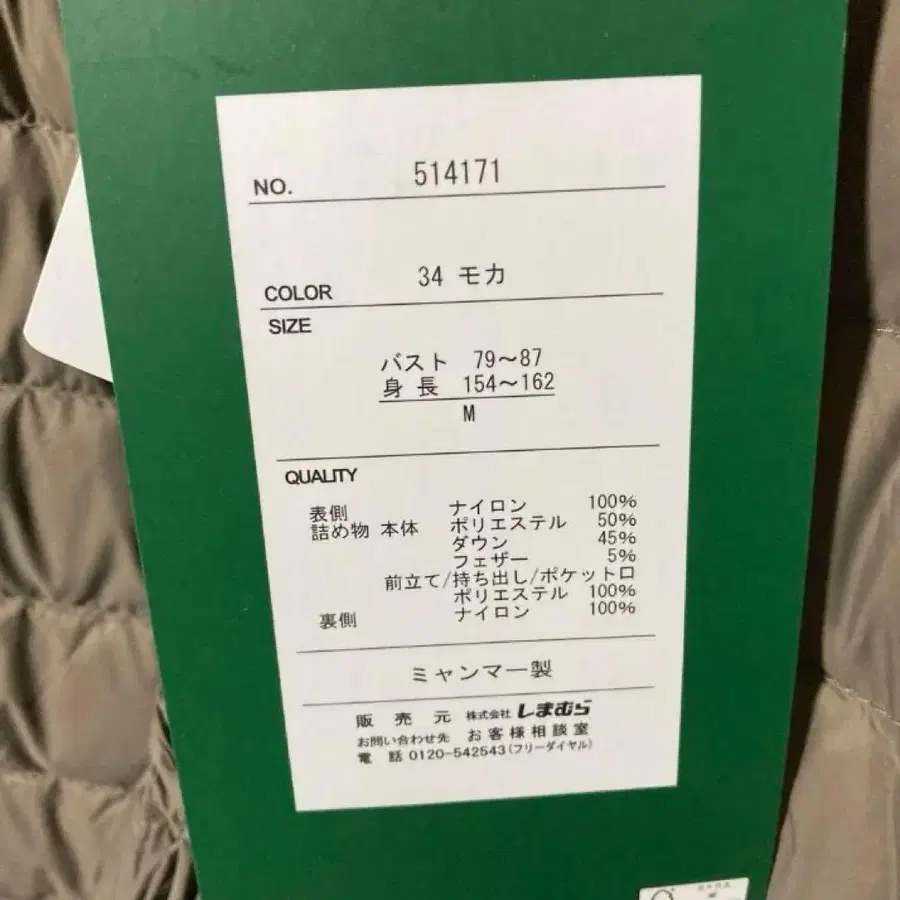 NO. 514171
COLOR 34 モカ
SIZE
バスト 79～87
身長 154～162
M
QUALITY
表側 ナイロン 100%
詰め物 本体 ポリエステル 50%
ダウン 45%
フェザー 5%
前立て/持ち出し/ポケット口
ポリエステル 100%
裏側 ナイロン 100%
ミャンマー製
販売元 株式会社 しまむら
お問い合わせ先 お客様相談室
電話 0120-542543(フリーダイヤル)